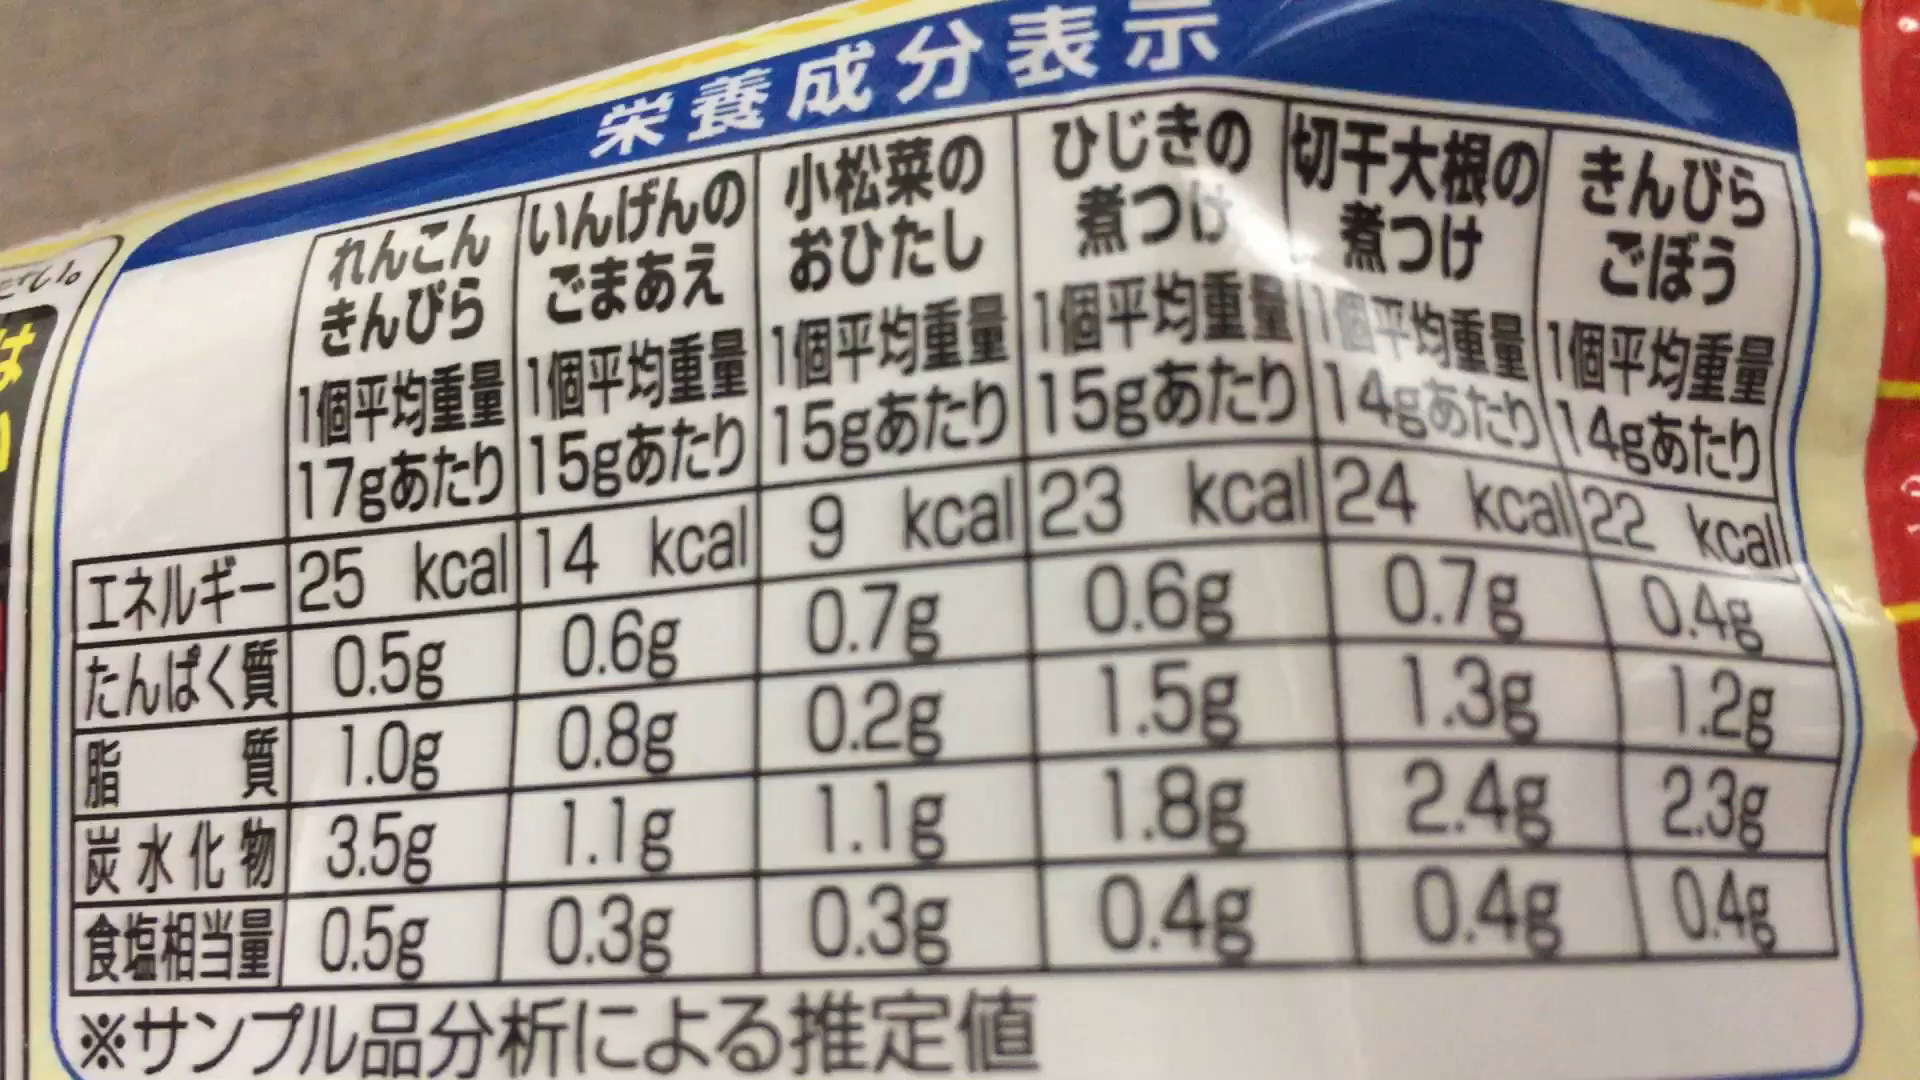 栄養成分表示
れんこん いんげんの 小松菜の ひじきの 切干大根の きんぴら
きんぴら ごまあえ おひたし 煮つけ 煮つけ ごぼう
1個平均重量 1個平均重量 1個平均重量 1個平均重量 1個平均重量 1個平均重量
17gあたり 15gあたり 15gあたり 15gあたり 14gあたり 14gあたり
エネルギー 25 kcal 14 kcal 9 kcal 23 kcal 24 kcal 22 kcal
たんぱく質 0.5g 0.6g 0.7g 0.6g 0.7g 0.4g
脂質 1.0g 0.8g 0.2g 1.5g 1.3g 1.2g
炭水化物 3.5g 1.1g 1.1g 1.8g 2.4g 2.3g
食塩相当量 0.5g 0.3g 0.3g 0.4g 0.4g 0.4g
※サンプル品分析による推定値